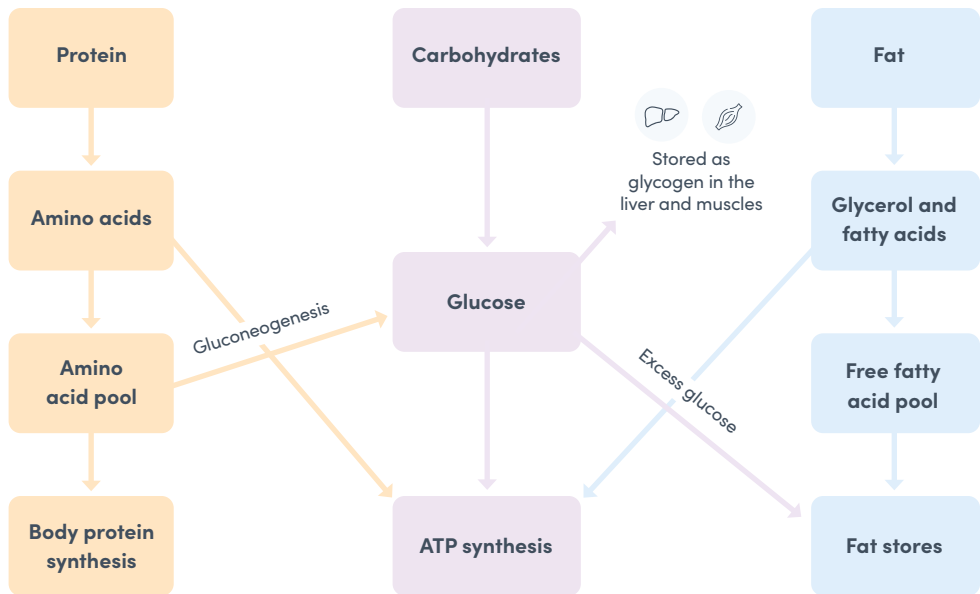 Protein
Carbohydrates
Fat
Stored as
glycogen in the
liver and muscles
Amino acids
Glycerol and
fatty acids
Glucose
Gluconeogenesis
Amino
acid pool
Excess glucose
Free fatty
acid pool
Body protein
synthesis
ATP synthesis
Fat stores